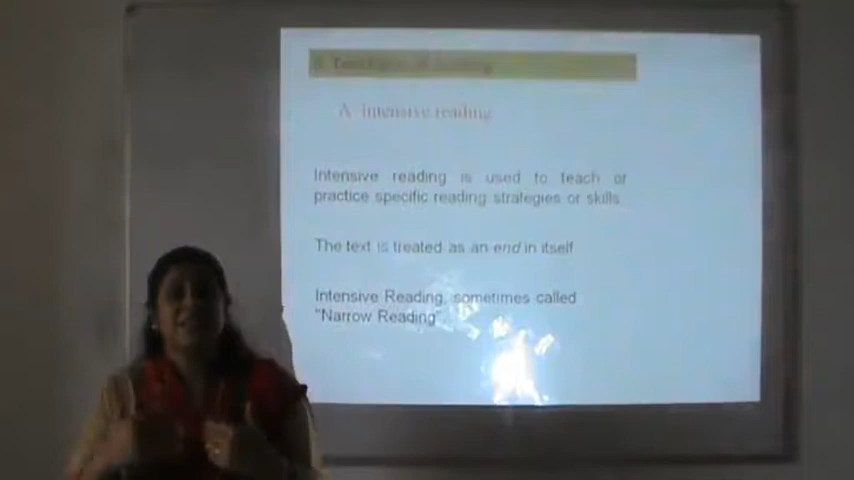 A. Intensive reading
Intensive reading is used to teach or
practice specific reading strategies or skills
The text is treated as an end in itself
Intensive Reading, sometimes called
"Narrow Reading".